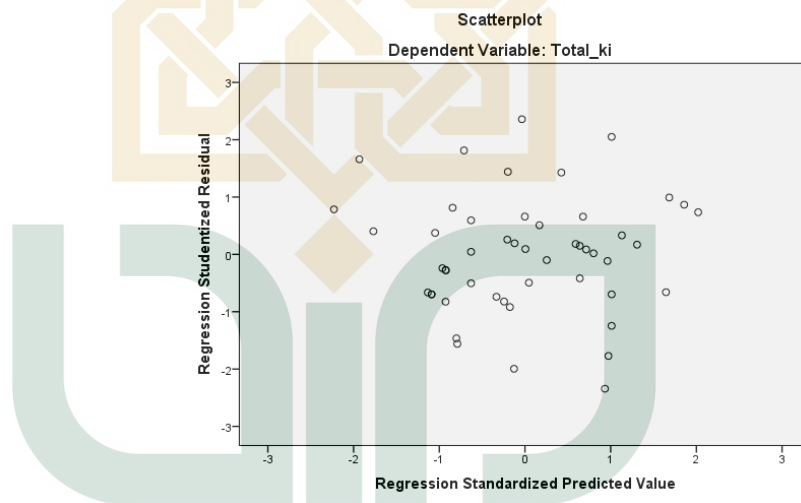 Scatterplot
Dependent Variable: Total_ki
Regression Studentized Residual
3
2
1
0
-1
-2
-3
-3 -2 -1 0 1 2 3
Regression Standardized Predicted Value